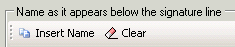 Name as it appears below the signature line
Insert Name Clear